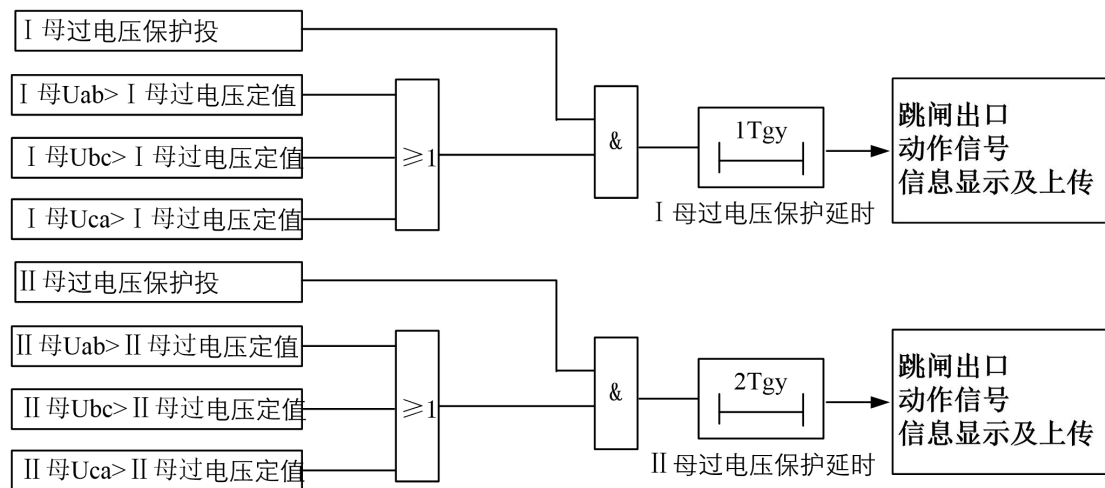 Ⅰ母过电压保护投
Ⅰ母Uab>Ⅰ母过电压定值
Ⅰ母Ubc>Ⅰ母过电压定值
Ⅰ母Uca>Ⅰ母过电压定值
≥1
&
1Tgy
Ⅰ母过电压保护延时
跳闸出口
动作信号
信息显示及上传
Ⅱ母过电压保护投
Ⅱ母Uab>Ⅱ母过电压定值
Ⅱ母Ubc>Ⅱ母过电压定值
Ⅱ母Uca>Ⅱ母过电压定值
≥1
&
2Tgy
Ⅱ母过电压保护延时
跳闸出口
动作信号
信息显示及上传